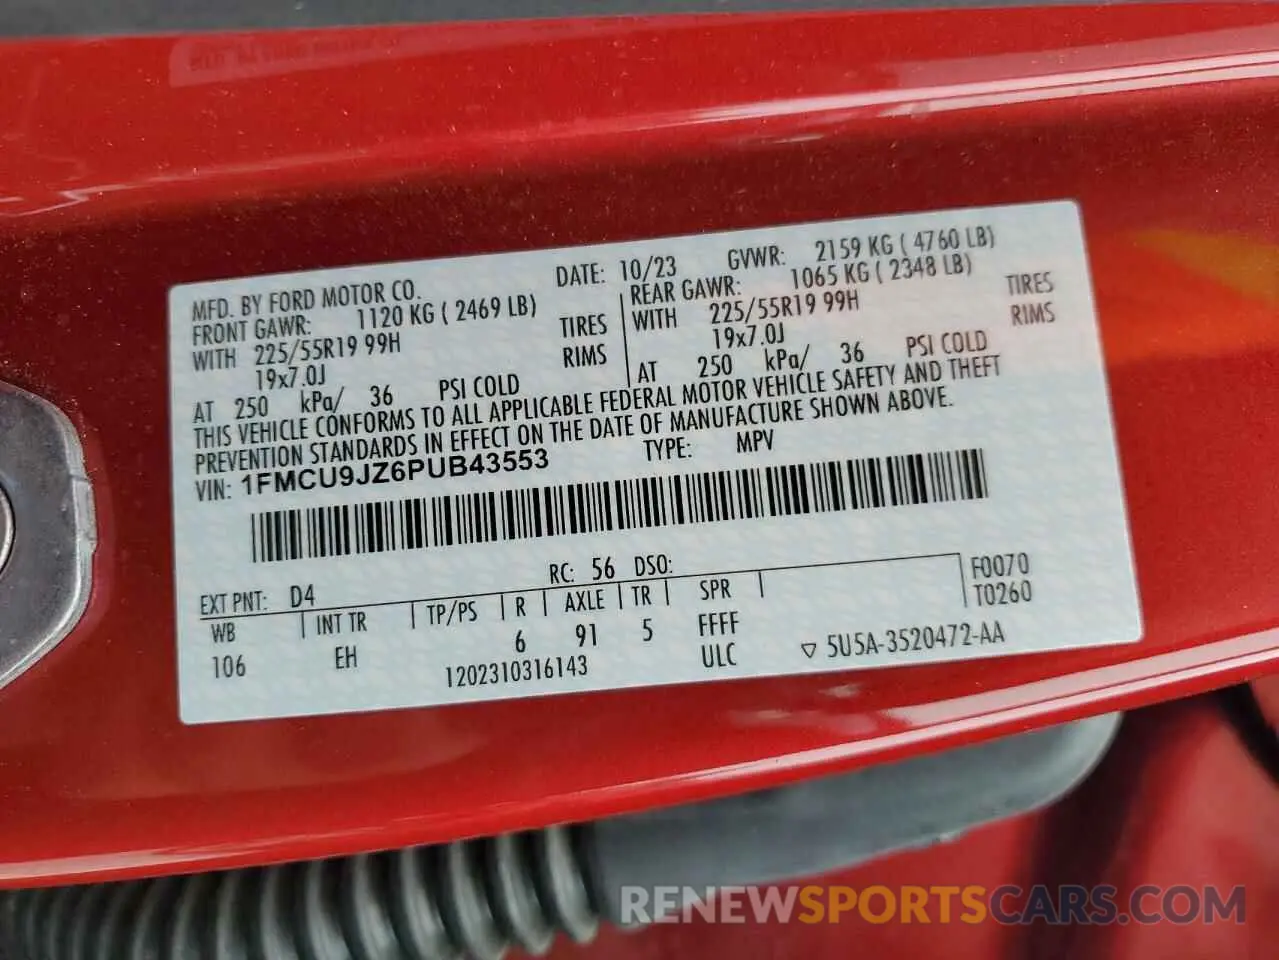 MFD. BY FORD MOTOR CO. DATE: 10/23 GVWR: 2159 KG ( 4760 LB)
FRONT GAWR: 1120 KG ( 2469 LB) REAR GAWR: 1065 KG ( 2348 LB)
WITH 225/55R19 99H TIRES WITH 225/55R19 99H TIRES
19x7.0J RIMS 19x7.0J RIMS
AT 250 kPa/ 36 PSI COLD AT 250 kPa/ 36 PSI COLD
THIS VEHICLE CONFORMS TO ALL APPLICABLE FEDERAL MOTOR VEHICLE SAFETY AND THEFT
PREVENTION STANDARDS IN EFFECT ON THE DATE OF MANUFACTURE SHOWN ABOVE.
VIN: 1FMCU9JZ6PUB43553 TYPE: MPV
EXT PNT: D4 RC: 56 DSO:
WB INT TR TP/PS R AXLE TR SPR F0070
106 EH 6 91 5 FFFF T0260
1202310316143 ULC 5U5A-3520472-AA
RENEWSPORTSCARS.COM